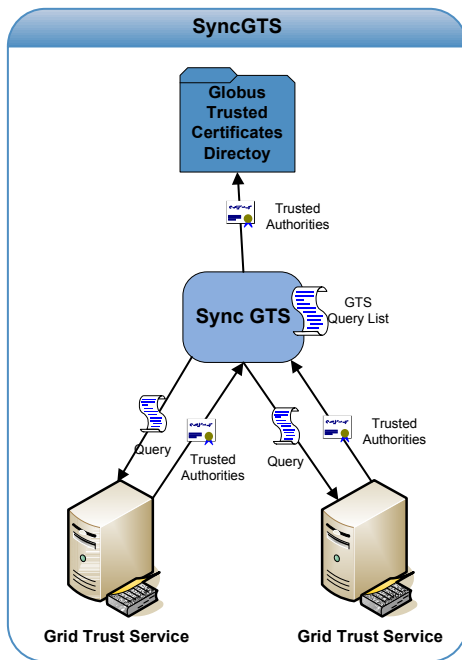 SyncGTS
Globus
Trusted
Certificates
Directoy
Trusted
Authorities
Sync GTS
GTS
Query List
Query
Trusted
Authorities
Query
Trusted
Authorities
Grid Trust Service
Grid Trust Service